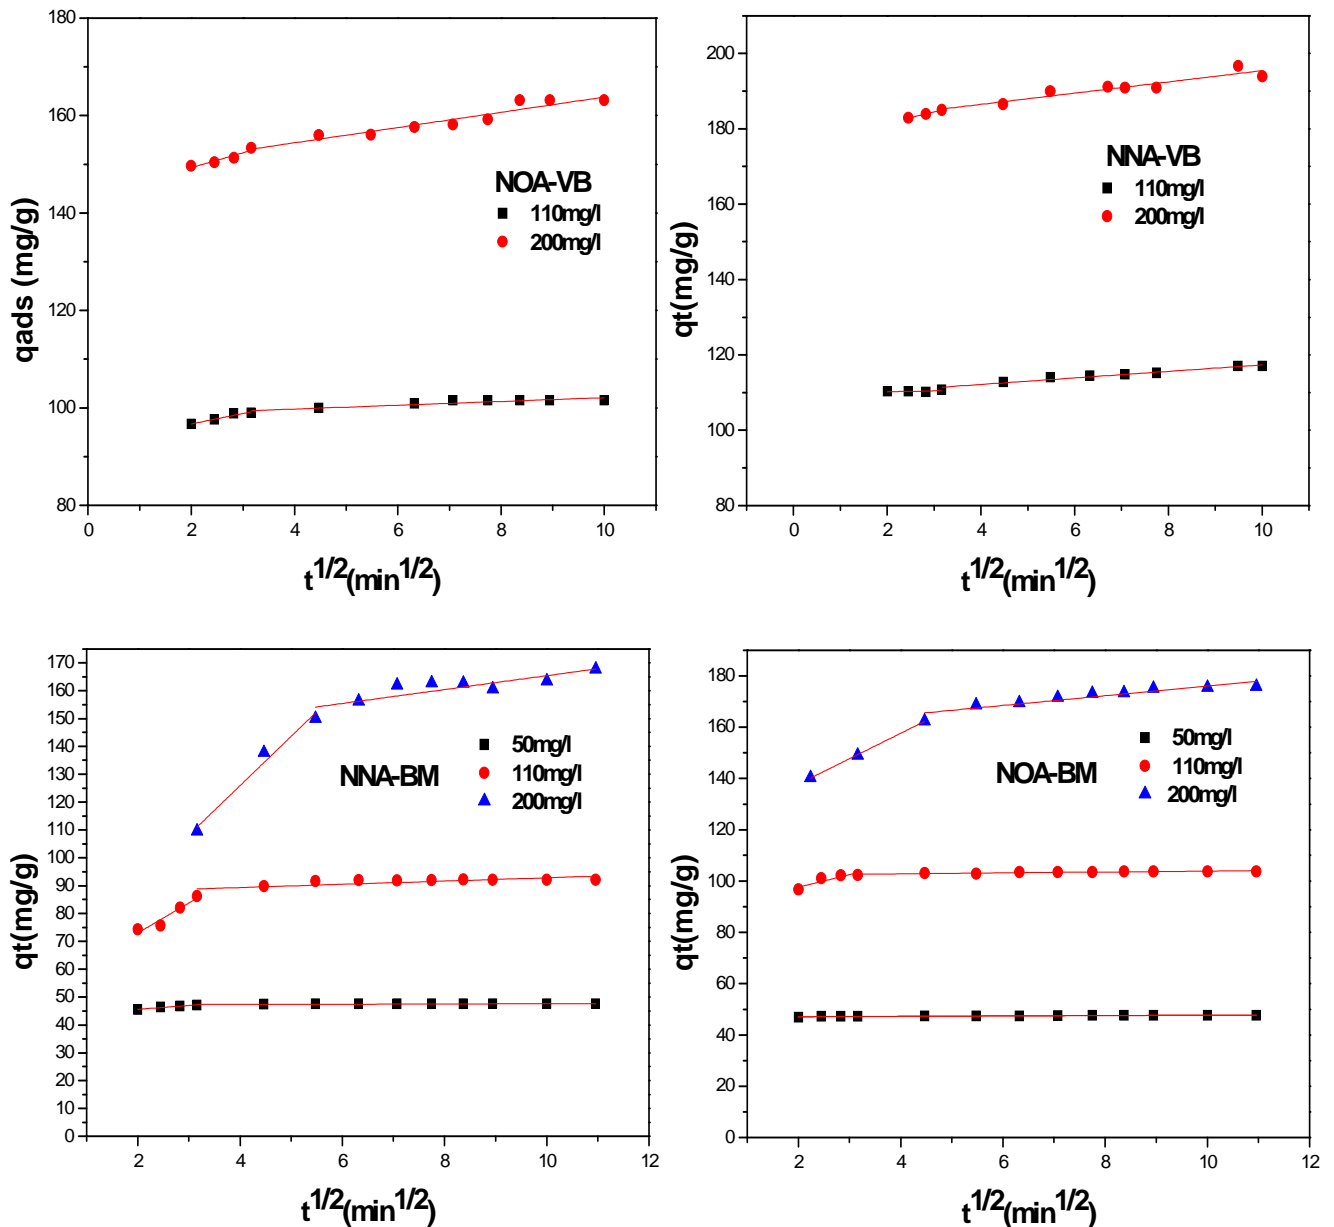 180
160
140
120
100
80
0
2
4
6
8
10
qads (mg/g)
t1/2(min1/2)
NOA-VB
110mg/l
200mg/l
200
180
160
140
120
100
80
0
2
4
6
8
10
qt(mg/g)
t1/2(min1/2)
NNA-VB
110mg/l
200mg/l
170
160
150
140
130
120
110
100
90
80
70
60
50
40
30
20
10
0
2
4
6
8
10
12
qt(mg/g)
t1/2(min1/2)
NNA-BM
50mg/l
110mg/l
200mg/l
180
160
140
120
100
80
60
40
20
0
2
4
6
8
10
12
qt(mg/g)
t1/2(min1/2)
NOA-BM
50mg/l
110mg/l
200mg/l